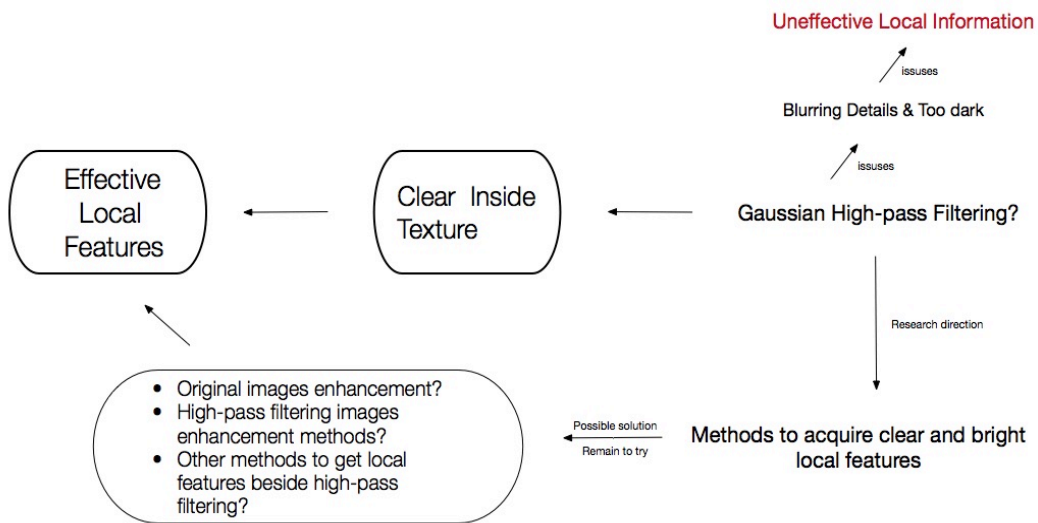 Uneffective Local Information
issuses
Blurring Details & Too dark
issuses
Effective
Local
Features
Clear Inside
Texture
Gaussian High-pass Filtering?
Research direction
• Original images enhancement?
• High-pass filtering images
enhancement methods?
• Other methods to get local
features beside high-pass
filtering?
Possible solution
Remain to try
Methods to acquire clear and bright
local features